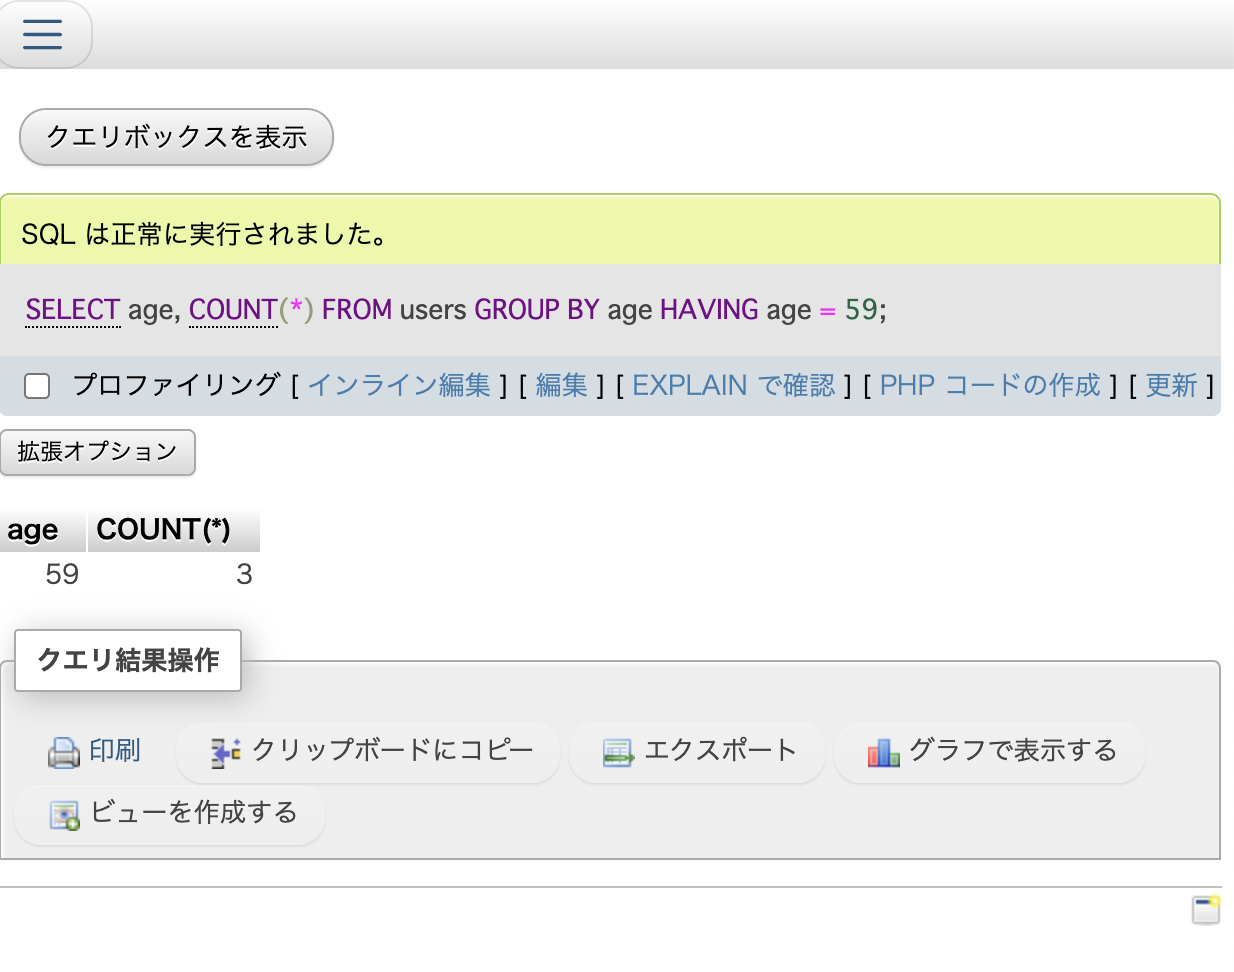 クエリボックスを表示
SQL は正常に実行されました。
SELECT age, COUNT(*) FROM users GROUP BY age HAVING age = 59;
プロファイリング [ インライン編集 ] [ 編集 ] [ EXPLAIN で確認 ] [ PHP コードの作成 ] [ 更新 ]
拡張オプション
age COUNT(*)
59 3
クエリ結果操作
印刷 クリップボードにコピー エクスポート グラフで表示する
ビューを作成する